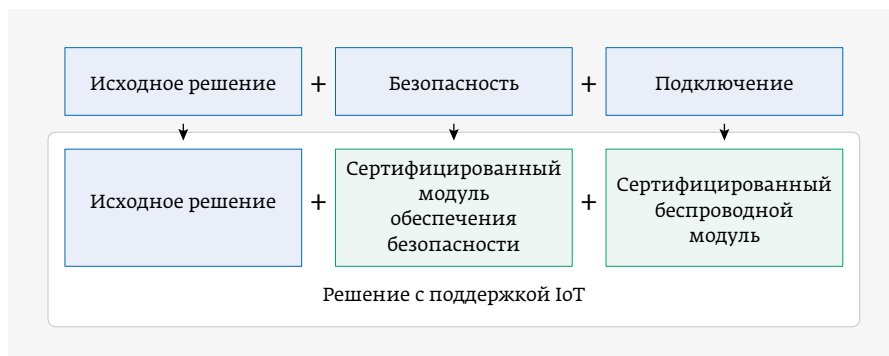 Исходное решение + Безопасность + Подключение
Исходное решение + Сертифицированный модуль обеспечения безопасности + Сертифицированный беспроводной модуль
Решение с поддержкой IoT